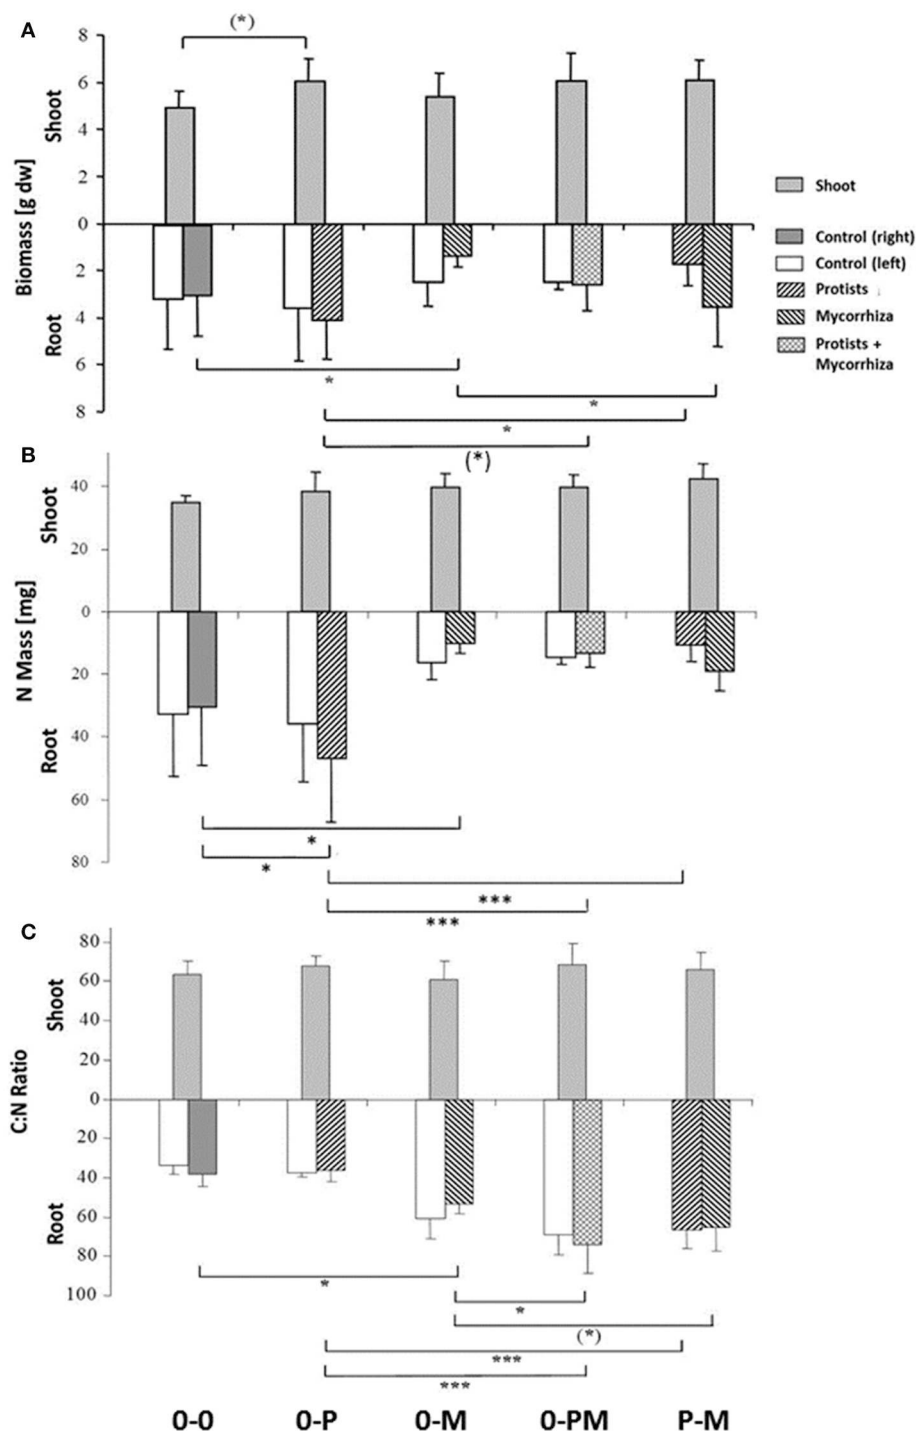 A
8
6
4
2
0
2
4
6
8
Shoot
Biomass [g dw]
Root
(*)
*
*
*
(*)
Shoot
Control (right)
Control (left)
Protists
Mycorrhiza
Protists +
Mycorrhiza
B
40
20
0
20
40
60
80
Shoot
N Mass [mg]
Root
*
*
***
***
C
80
60
40
20
0
20
40
60
80
100
Shoot
C:N Ratio
Root
*
*
(*)
***
***
0-0 0-P 0-M 0-PM P-M